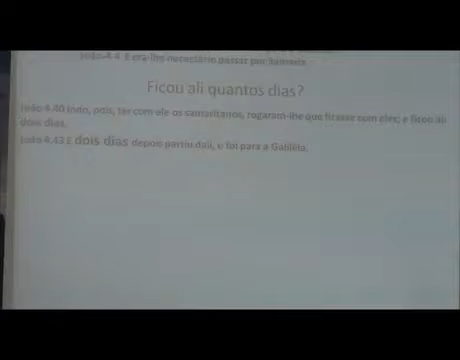 João 4.4 E era-lhe necessário passar por Samaria.
Ficou ali quantos dias?
João 4.40 Indo, pois, ter com ele os samaritanos, rogaram-lhe que ficasse com eles; e ficou ali
dois dias.
João 4.43 E dois dias depois partiu dali, e foi para a Galiléia.